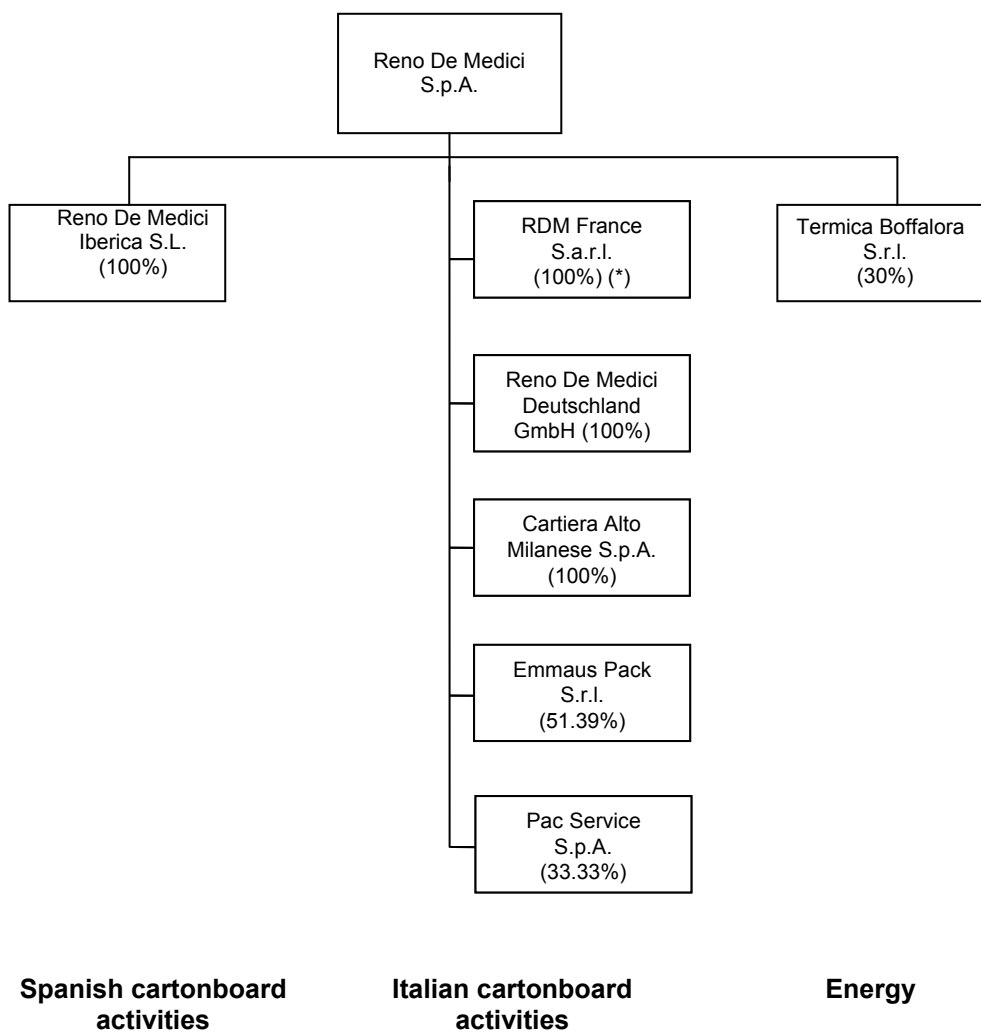 Reno De Medici
S.p.A.
Reno De Medici
Iberica S.L.
(100%)
RDM France
S.a.r.l.
(100%) (*)
Termica Boffalora
S.r.l.
(30%)
Reno De Medici
Deutschland
GmbH (100%)
Cartiera Alto
Milanese S.p.A.
(100%)
Emmaus Pack
S.r.l.
(51.39%)
Pac Service
S.p.A.
(33.33%)
Spanish cartonboard
activities
Italian cartonboard
activities
Energy